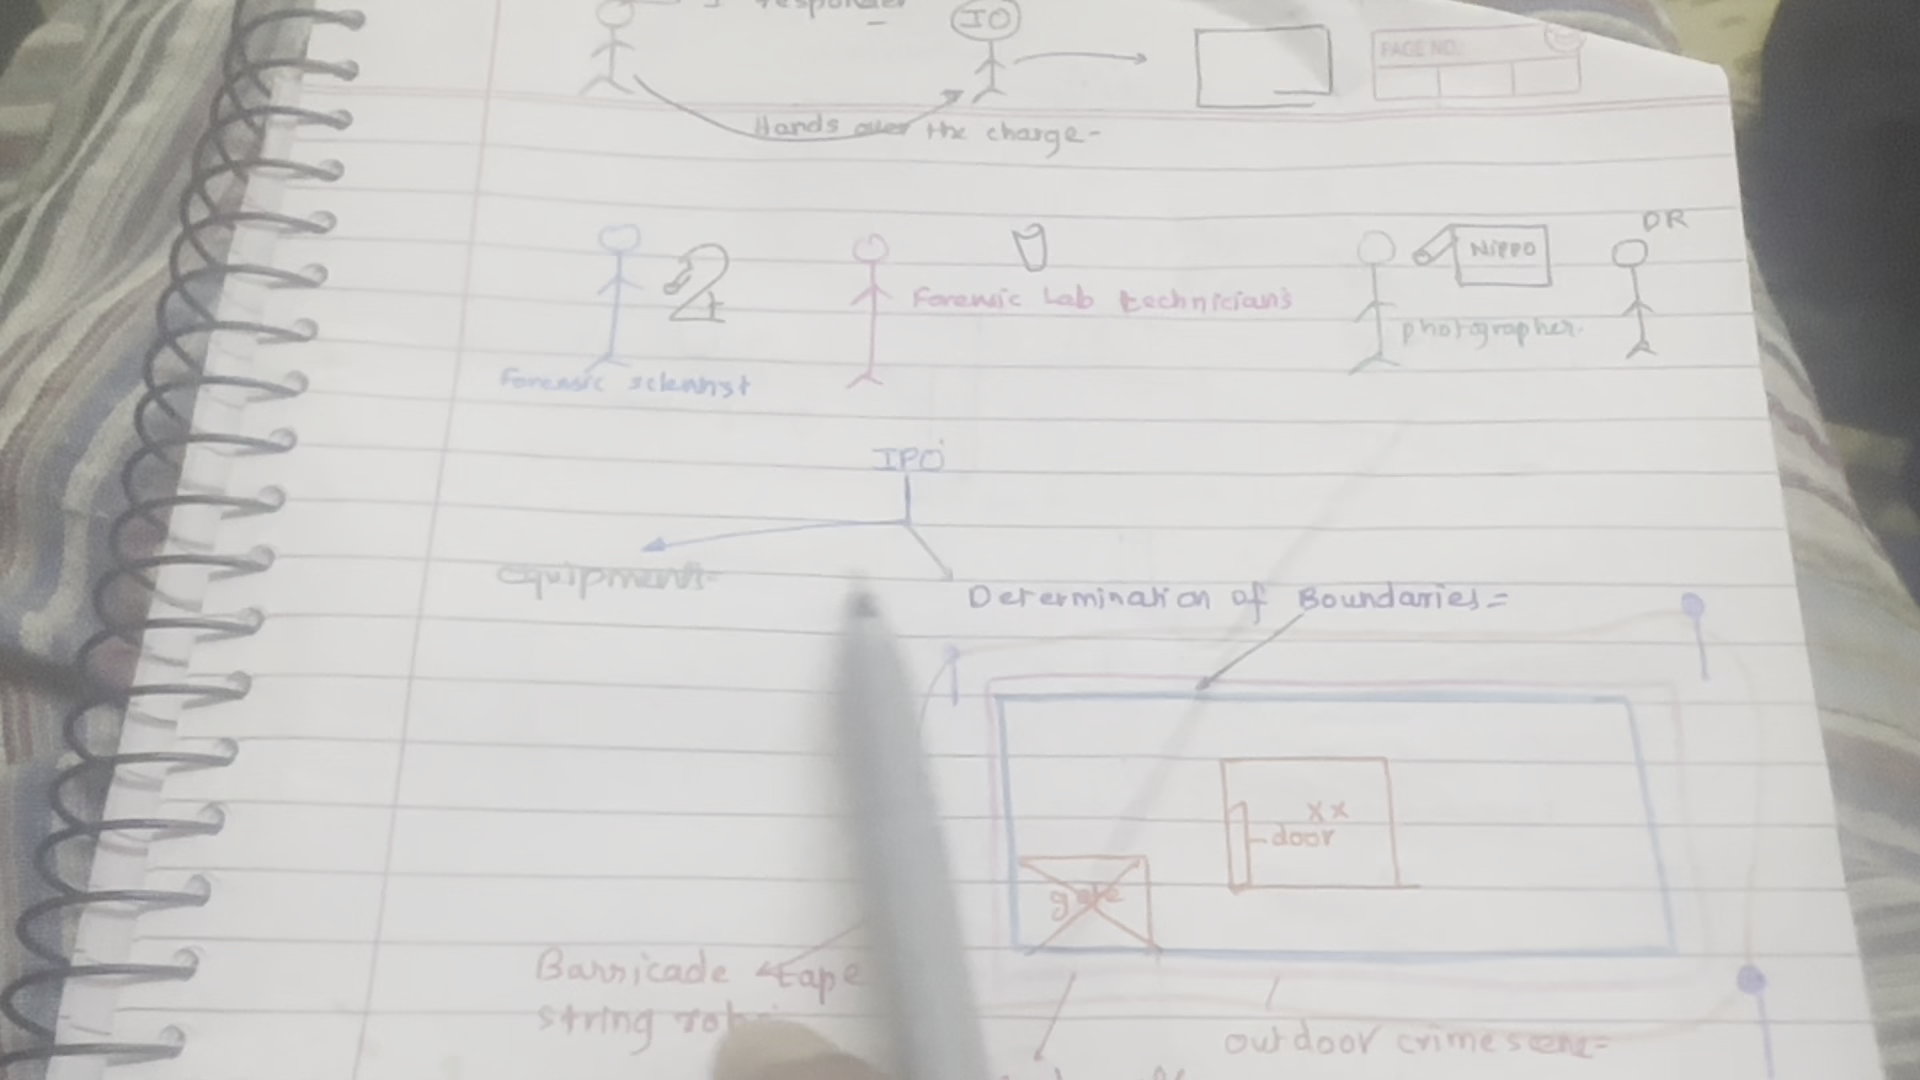 responder
IO
PAGE NO.
Hands over the charge-
DR
NIPPO
Forensic Lab technicians
photographer.
Forensic scientist
IPO
equipments
Determination of Boundaries=
xx
door
gate
Barricade tape
string
outdoor crime scene=